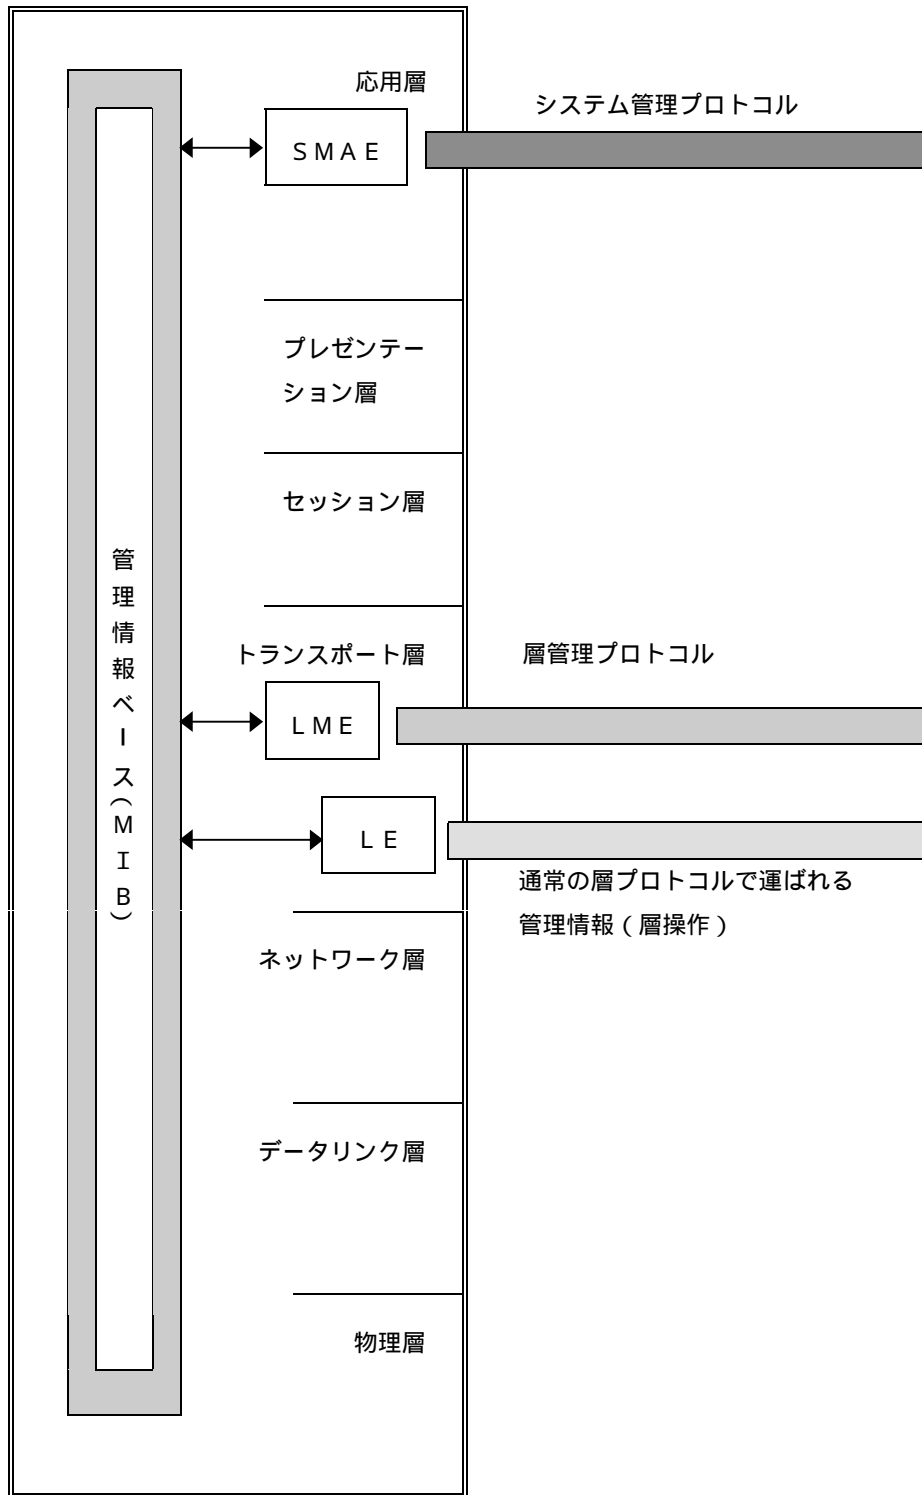 応用層
システム管理プロトコル
ＳＭＡＥ
プレゼンテー
ション層
セッション層
管理情報ベース(ＭＩＢ)
トランスポート層
層管理プロトコル
ＬＭＥ
ＬＥ
通常の層プロトコルで運ばれる
管理情報（層操作）
ネットワーク層
データリンク層
物理層